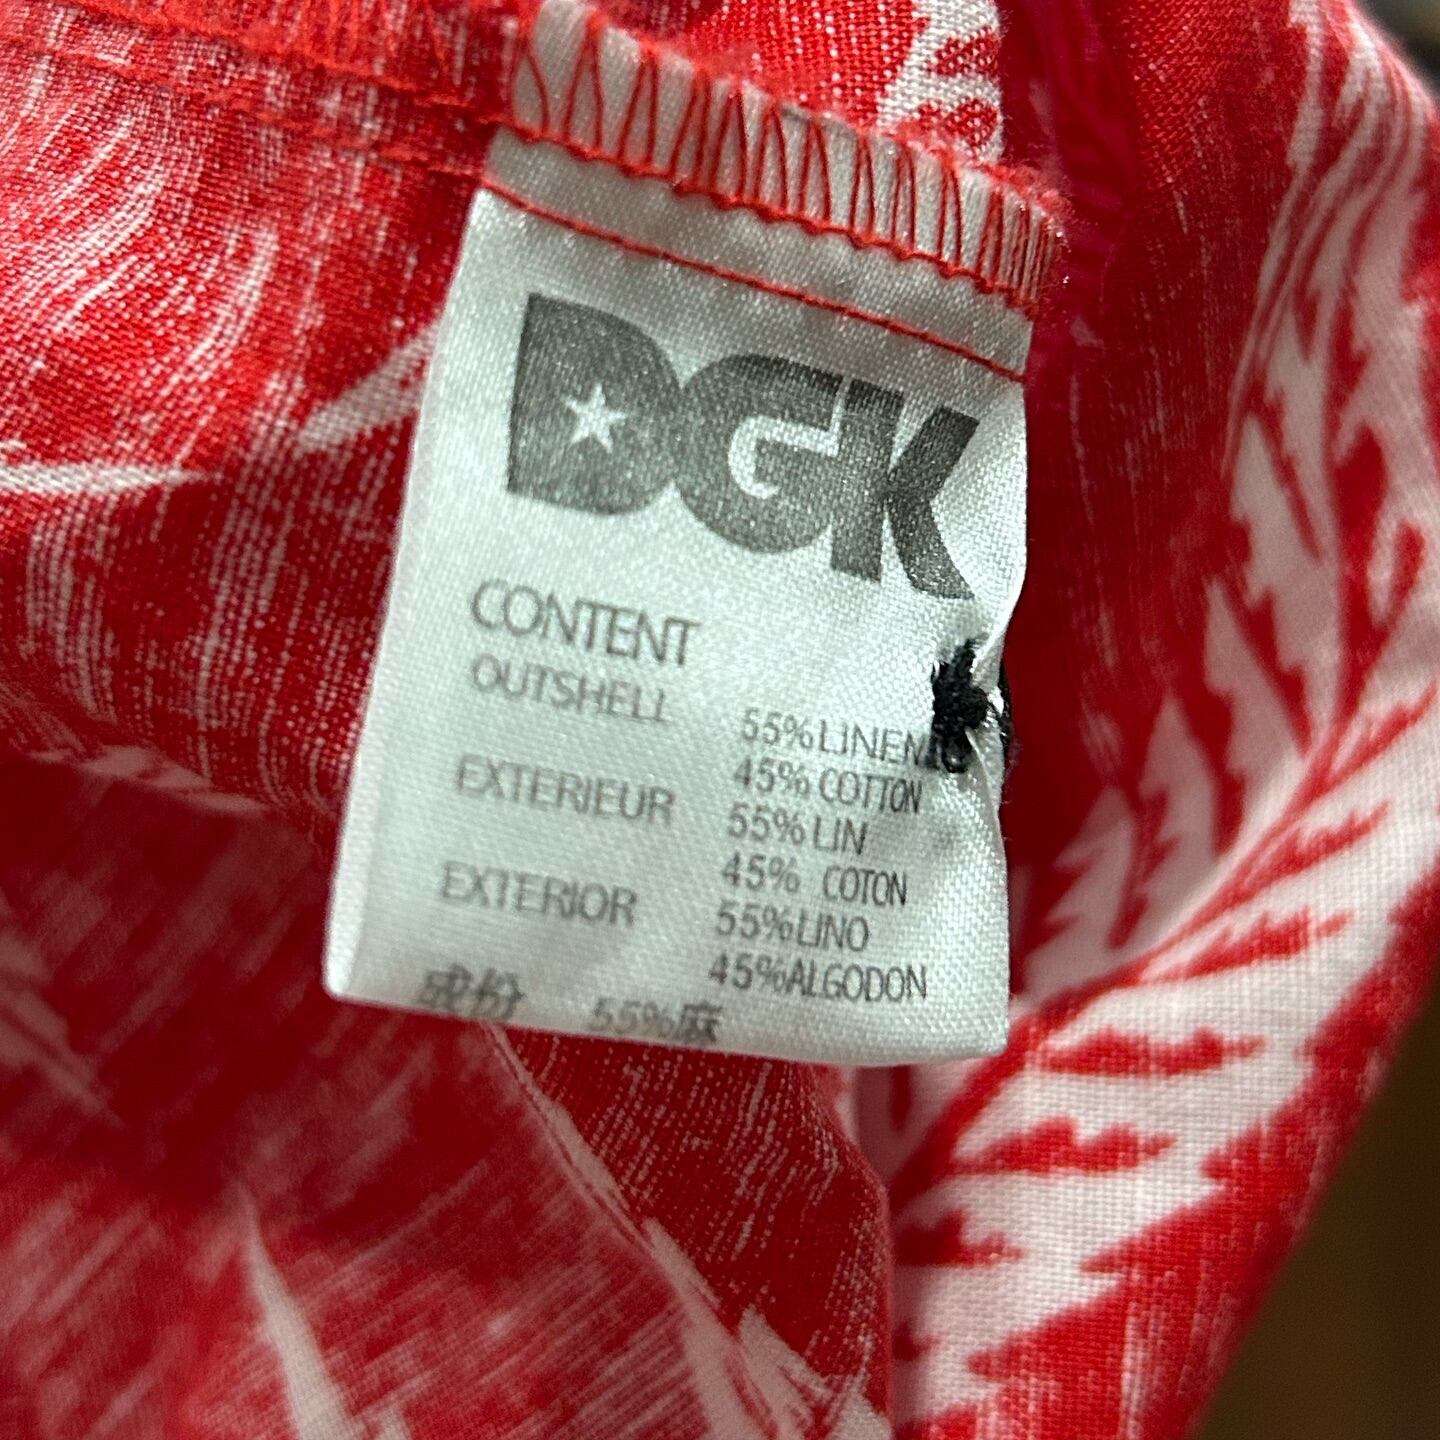 DGK
CONTENT
OUTSHELL
55%LINEN
45%COTTON
EXTERIEUR
55%LIN
45% COTON
EXTERIOR
55%LINO
45%ALGODON
成份 55%麻